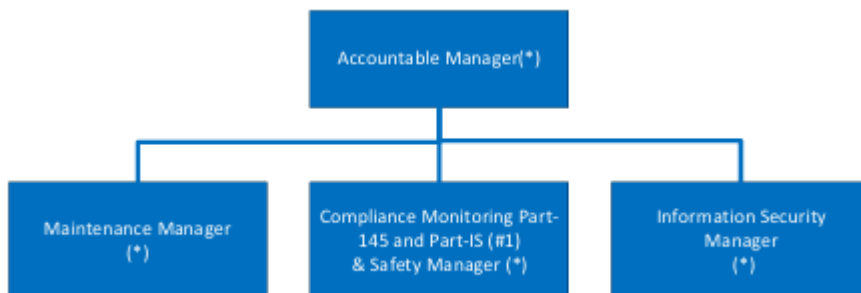 Accountable Manager(*)
Maintenance Manager
(*)
Compliance Monitoring Part-
145 and Part-IS (#1)
& Safety Manager (*)
Information Security
Manager
(*)